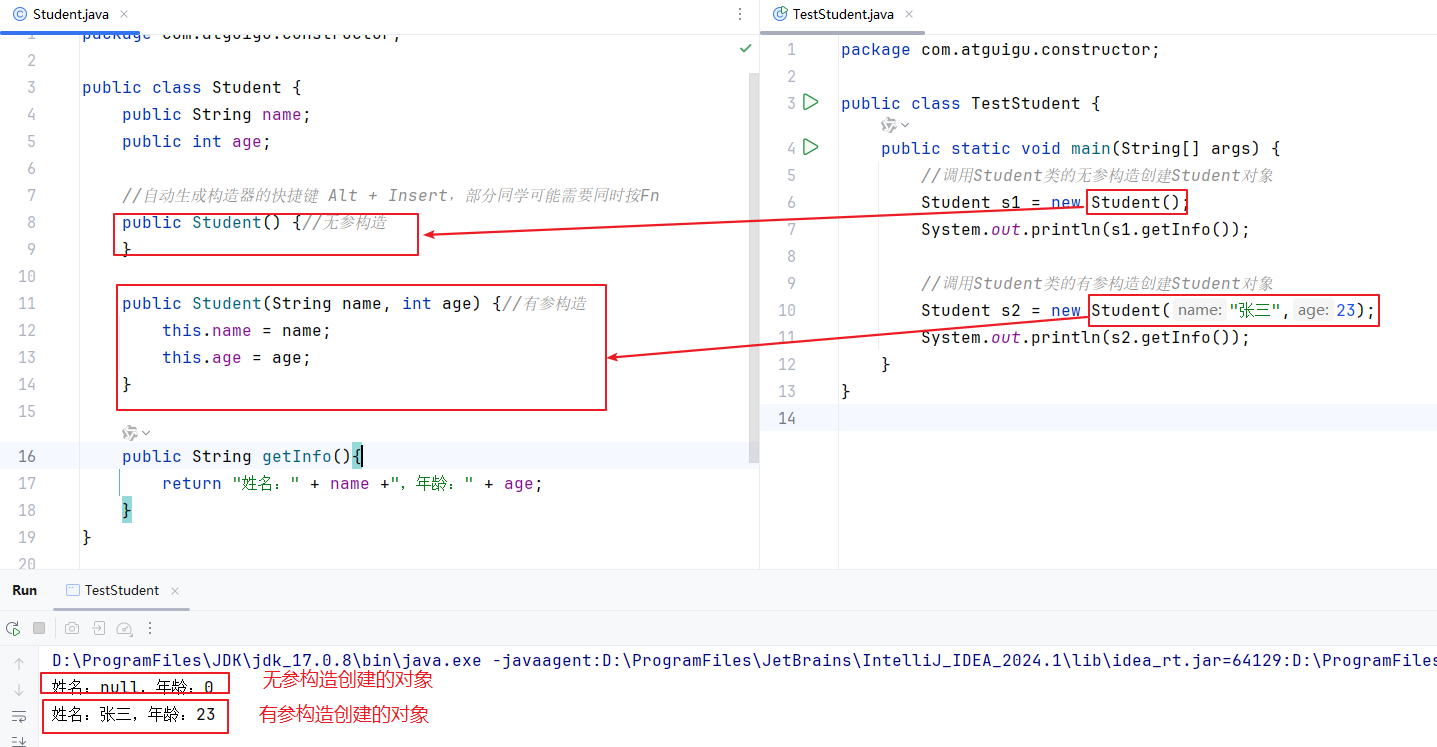 Student.java
TestStudent.java
1 package com.atguigu.constructor;
2
3 public class Student {
4 public String name;
5 public int age;
6
7 //自动生成构造器的快捷键 Alt + Insert，部分同学可能需要同时按Fn
8 public Student() {//无参构造
9 }
10
11 public Student(String name, int age) {//有参构造
12 this.name = name;
13 this.age = age;
14 }
15
16 public String getInfo(){
17 return "姓名：" + name +"，年龄：" + age;
18 }
19 }
20
1 package com.atguigu.constructor;
2
3 public class TestStudent {
4 public static void main(String[] args) {
5 //调用Student类的无参构造创建Student对象
6 Student s1 = new Student();
7 System.out.println(s1.getInfo());
8
9 //调用Student类的有参构造创建Student对象
10 Student s2 = new Student( name: "张三", age: 23);
11 System.out.println(s2.getInfo());
12 }
13 }
14
Run TestStudent
D:\ProgramFiles\JDK\jdk_17.0.8\bin\java.exe -javaagent:D:\ProgramFiles\JetBrains\IntelliJ_IDEA_2024.1\lib\idea_rt.jar=64129:D:\ProgramFiles
姓名：null，年龄：0 无参构造创建的对象
姓名：张三，年龄：23 有参构造创建的对象